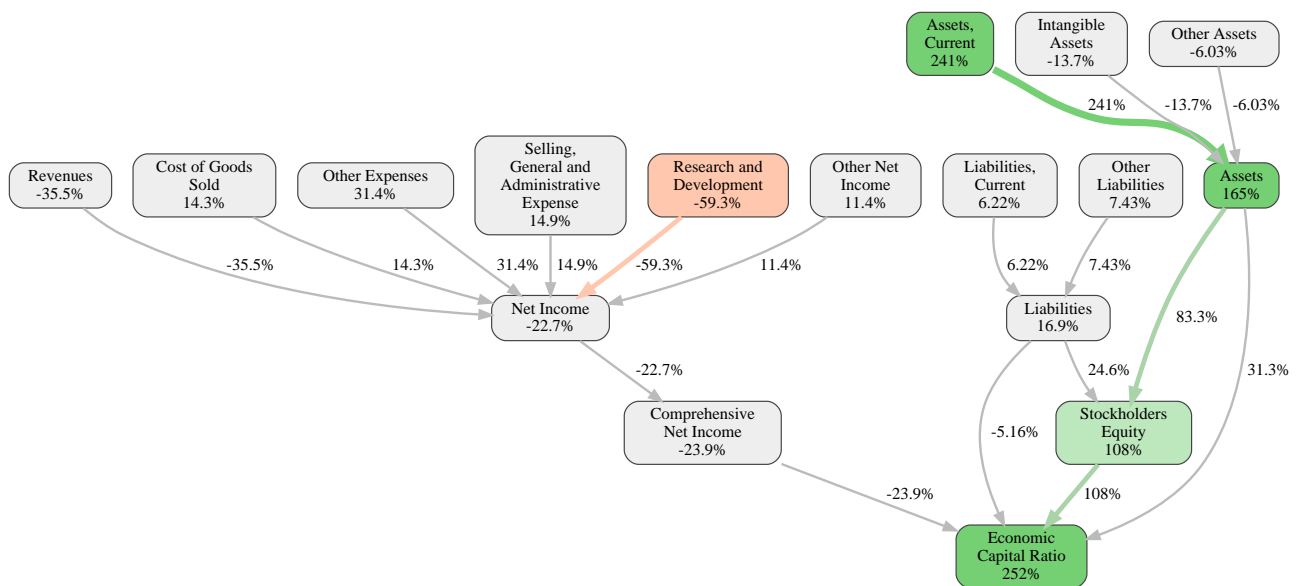 Assets,
Current
241%
Intangible
Assets
-13.7%
Other Assets
-6.03%
241%
-13.7%
-6.03%
Revenues
-35.5%
Cost of Goods
Sold
14.3%
Other Expenses
31.4%
Selling,
General and
Administrative
Expense
14.9%
Research and
Development
-59.3%
Other Net
Income
11.4%
Liabilities,
Current
6.22%
Other
Liabilities
7.43%
Assets
165%
-35.5%
14.3%
31.4%
14.9%
-59.3%
11.4%
6.22%
7.43%
Net Income
-22.7%
Liabilities
16.9%
83.3%
-22.7%
24.6%
31.3%
Comprehensive
Net Income
-23.9%
-5.16%
Stockholders
Equity
108%
-23.9%
108%
Economic
Capital Ratio
252%